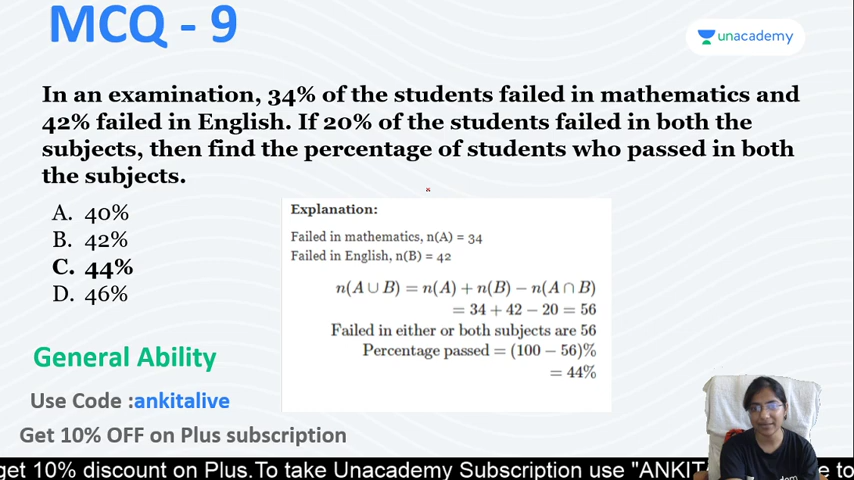 MCQ - 9
unacademy
In an examination, 34% of the students failed in mathematics and
42% failed in English. If 20% of the students failed in both the
subjects, then find the percentage of students who passed in both
the subjects.
A. 40%
B. 42%
C. 44%
D. 46%
Explanation:
Failed in mathematics, n(A) = 34
Failed in English, n(B) = 42
n(A ∪ B) = n(A) + n(B) − n(A ∩ B)
= 34 + 42 − 20 = 56
Failed in either or both subjects are 56
Percentage passed = (100 − 56)%
= 44%
General Ability
Use Code :ankitalive
Get 10% OFF on Plus subscription
get 10% discount on Plus.To take Unacademy Subscription use "ANKIT